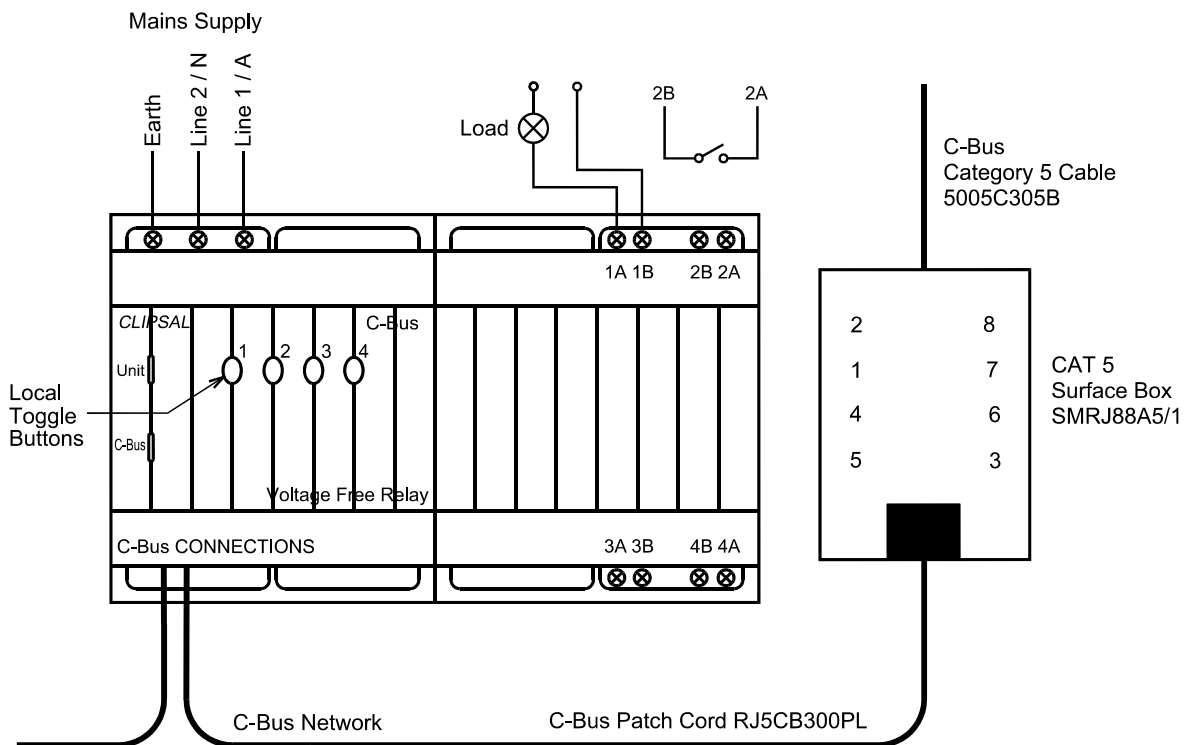 Mains Supply
Earth
Line 2 / N
Line 1 / A
Load
2B
2A
C-Bus
Category 5 Cable
5005C305B
1A 1B
2B 2A
CLIPSAL
C-Bus
Unit
1
2
3
4
Local
Toggle
Buttons
C-Bus
Voltage Free Relay
C-Bus CONNECTIONS
3A 3B
4B 4A
2 8
1 7
4 6
5 3
CAT 5
Surface Box
SMRJ88A5/1
C-Bus Network
C-Bus Patch Cord RJ5CB300PL